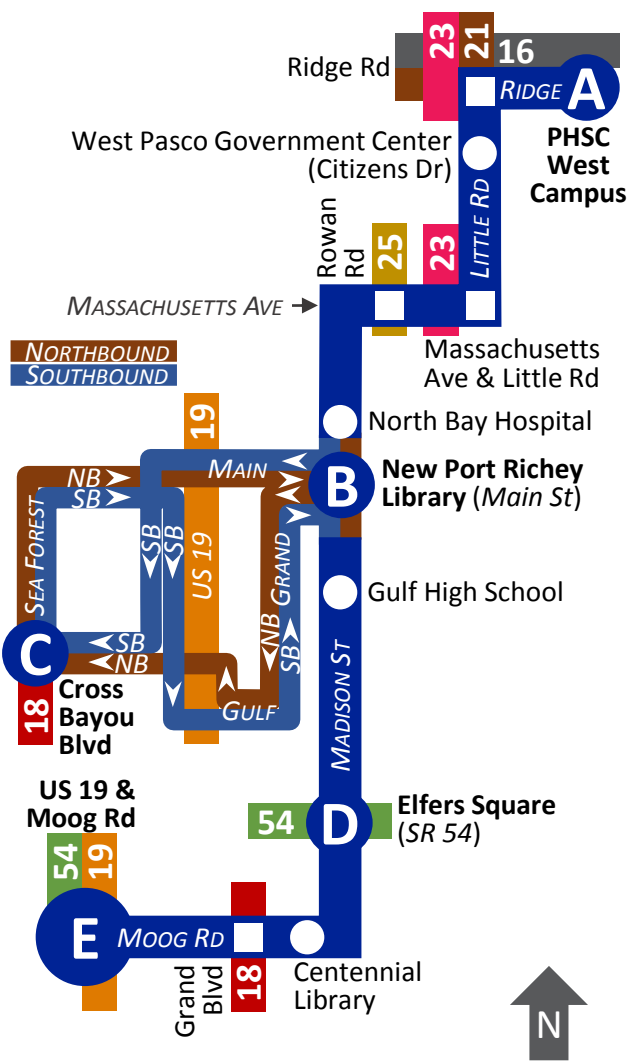 23
21
16
Ridge Rd
RIDGE
A
PHSC
West
Campus
West Pasco Government Center
(Citizens Dr)
LITTLE RD
Rowan
Rd
25
23
MASSACHUSETTS AVE
Massachusetts
Ave & Little Rd
NORTHBOUND
SOUTHBOUND
19
North Bay Hospital
MAIN
NB
SB
B
New Port Richey
Library (Main St)
SEA FOREST
SB
SB
US 19
GRAND
NB
SB
Gulf High School
C
SB
NB
18
Cross
Bayou
Blvd
GULF
MADISON ST
US 19 &
Moog Rd
54
19
54
D
Elfers Square
(SR 54)
E
MOOG RD
Grand
Blvd
18
Centennial
Library
N